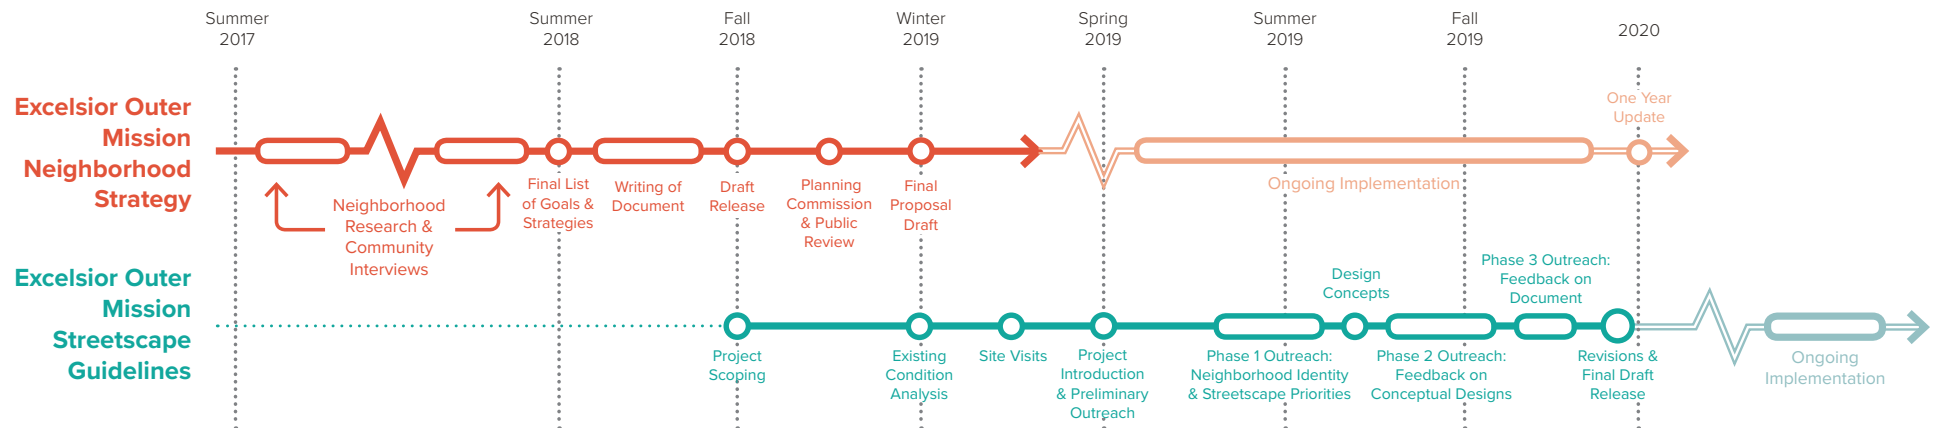 Summer
2017
Summer
2018
Fall
2018
Winter
2019
Spring
2019
Summer
2019
Fall
2019
2020
Excelsior Outer
Mission
Neighborhood
Strategy
Neighborhood
Research &
Community
Interviews
Final List
of Goals &
Strategies
Writing of
Document
Draft
Release
Planning
Commission
& Public
Review
Final
Proposal
Draft
Ongoing Implementation
One Year
Update
Excelsior Outer
Mission
Streetscape
Guidelines
Project
Scoping
Existing
Condition
Analysis
Site Visits
Project
Introduction
& Preliminary
Outreach
Phase 1 Outreach:
Neighborhood Identity
& Streetscape Priorities
Design
Concepts
Phase 2 Outreach:
Feedback on
Conceptual Designs
Phase 3 Outreach:
Feedback on
Document
Revisions &
Final Draft
Release
Ongoing
Implementation